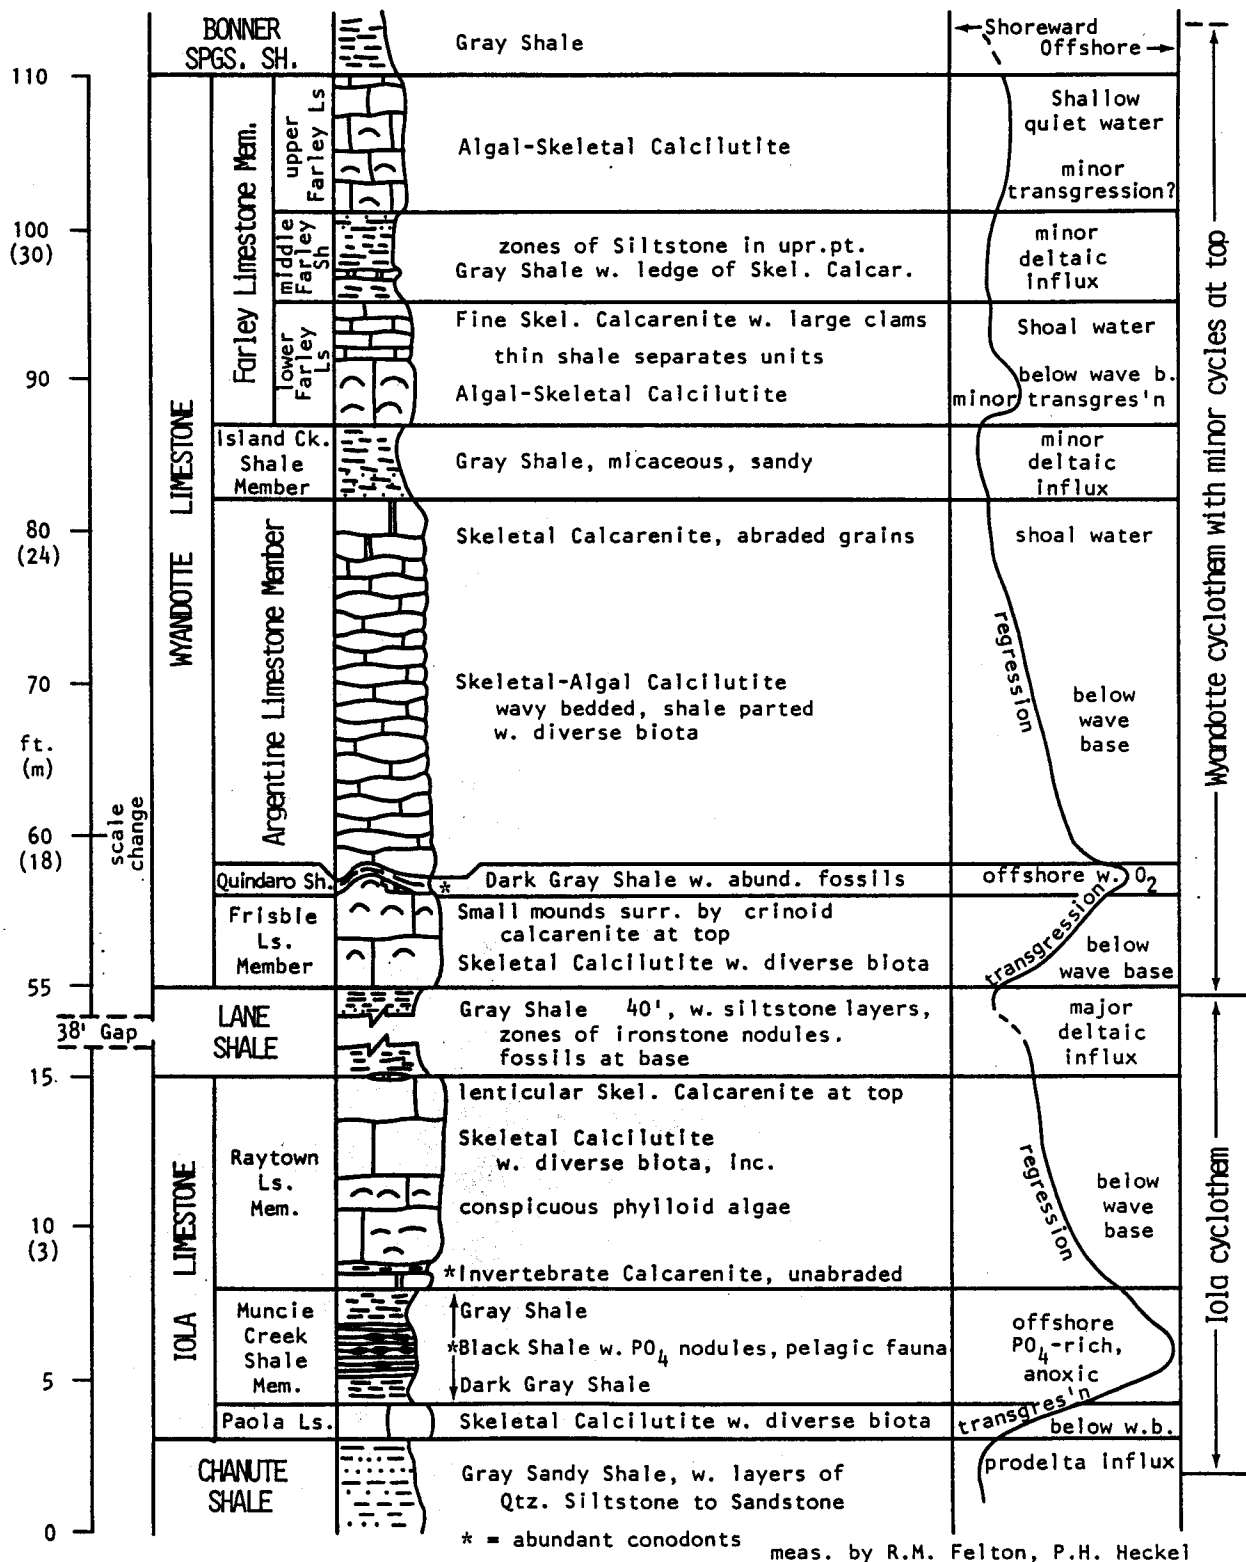 BONNER
SPGS. SH.
Gray Shale
Shoreward
Offshore
110
upper
Farley Ls
Algal-Skeletal Calcilutite
Shallow
quiet water
minor
transgression?
Farley Limestone Mem.
100
(30)
middle
Farley
Sh
zones of Siltstone in upr.pt.
Gray Shale w. ledge of Skel. Calcar.
minor
deltaic
influx
lower
Farley
Ls
Fine Skel. Calcarenite w. large clams
thin shale separates units
Algal-Skeletal Calcilutite
Shoal water
below wave b.
minor transgres'n
90
WYANDOTTE LIMESTONE
Island Ck.
Shale
Member
Gray Shale, micaceous, sandy
minor
deltaic
influx
80
(24)
Argentine Limestone Member
Skeletal Calcarenite, abraded grains
shoal water
regression
70
Skeletal-Algal Calcilutite
wavy bedded, shale parted
w. diverse biota
below
wave
base
ft.
(m)
60
(18)
scale
change
Quindaro Sh.
* Dark Gray Shale w. abund. fossils
offshore w. O2
Frisbie
Ls.
Member
Small mounds surr. by crinoid
calcarenite at top
Skeletal Calcilutite w. diverse biota
transgression
below
wave base
55
Wyandotte cyclothem with minor cycles at top
38' Gap
LANE
SHALE
Gray Shale 40', w. siltstone layers,
zones of ironstone nodules.
fossils at base
major
deltaic
influx
15
IOLA LIMESTONE
Raytown
Ls.
Mem.
lenticular Skel. Calcarenite at top
Skeletal Calcilutite
w. diverse biota, inc.
conspicuous phylloid algae
*Invertebrate Calcarenite, unabraded
regression
below
wave
base
10
(3)
Muncie
Creek
Shale
Mem.
Gray Shale
*Black Shale w. PO4 nodules, pelagic fauna
Dark Gray Shale
offshore
PO4-rich,
anoxic
5
Paola Ls.
Skeletal Calcilutite w. diverse biota
transgres'n
below w.b.
Iola cyclothem
CHANUTE
SHALE
Gray Sandy Shale, w. layers of
Qtz. Siltstone to Sandstone
prodelta influx
0
* = abundant conodonts
meas. by R.M. Felton, P.H. Heckel